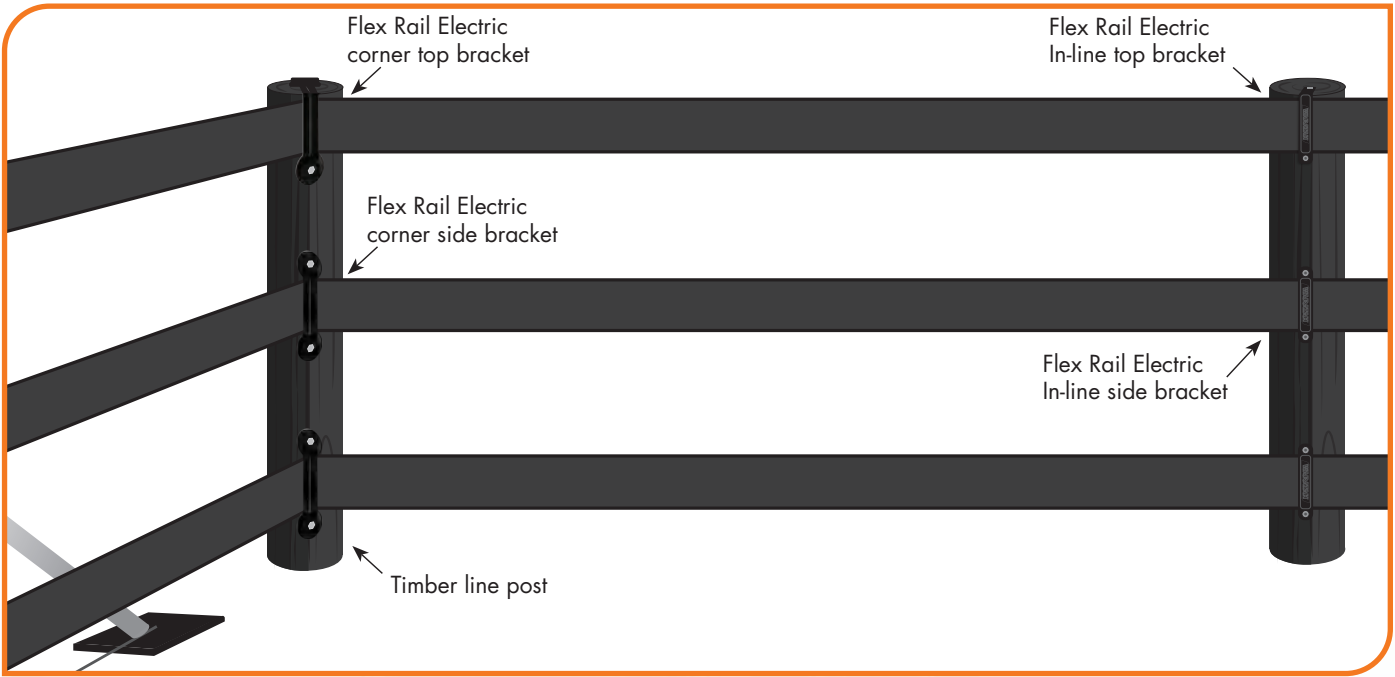 Flex Rail Electric
corner top bracket
Flex Rail Electric
In-line top bracket
Flex Rail Electric
corner side bracket
Flex Rail Electric
In-line side bracket
Timber line post